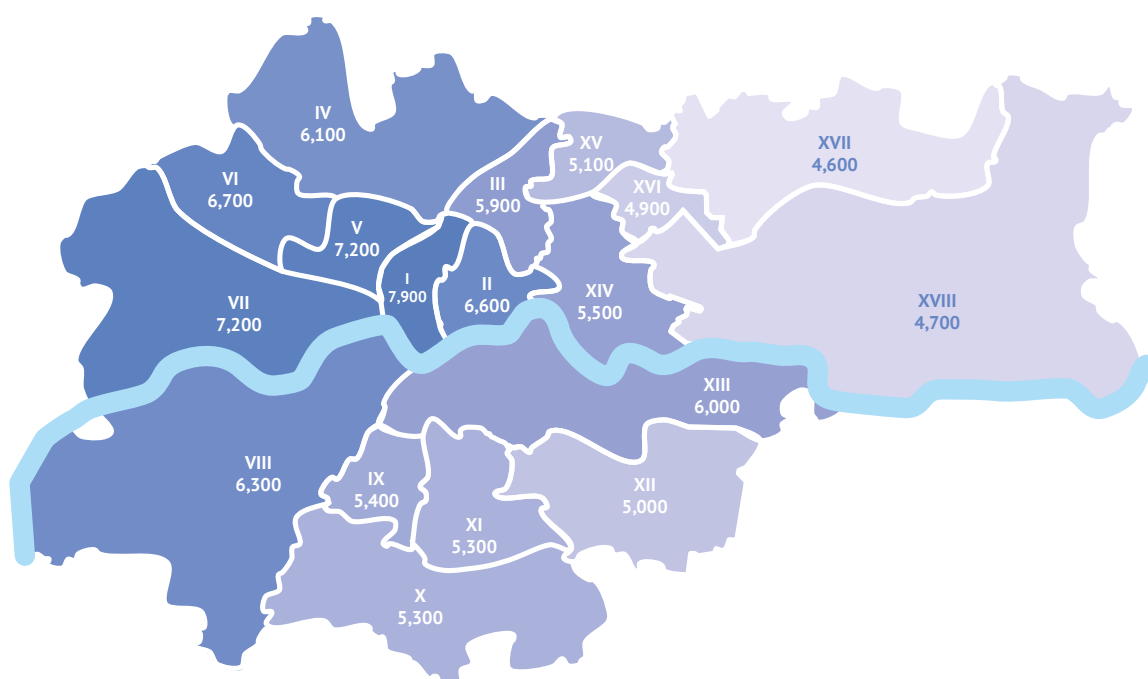 IV
6,100
XV
5,100
XVII
4,600
VI
6,700
III
5,900
XVI
4,900
V
7,200
I
7,900
II
6,600
XIV
5,500
VII
7,200
XVIII
4,700
XIII
6,000
VIII
6,300
IX
5,400
XII
5,000
XI
5,300
X
5,300